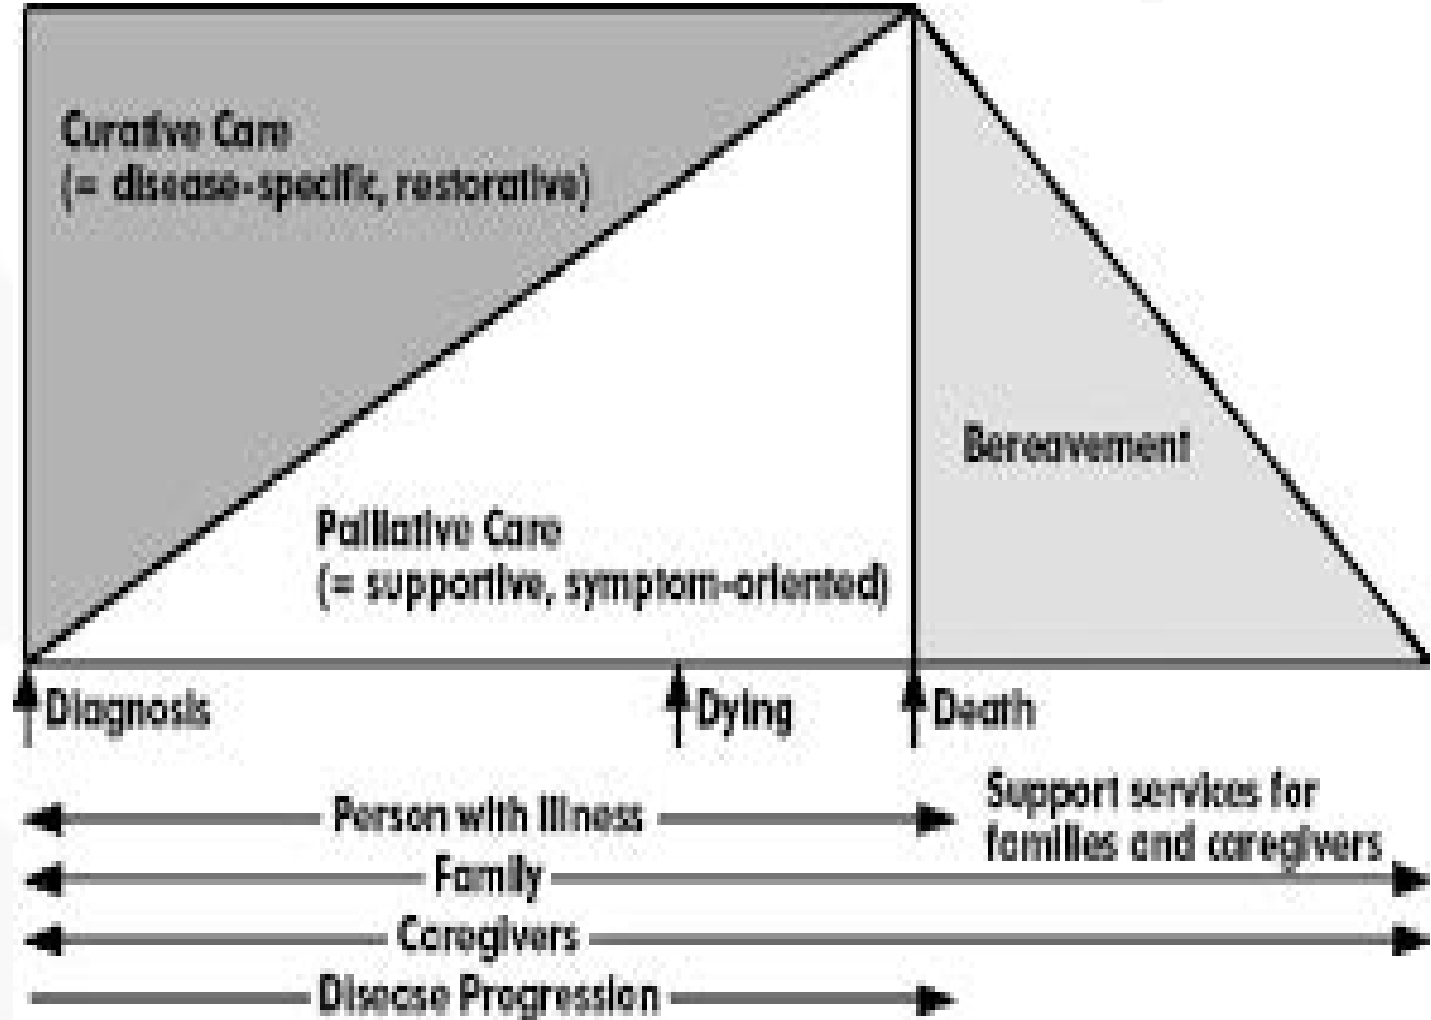 Curative Care
(= disease-specific, restorative)
Bereavement
Palliative Care
(= supportive, symptom-oriented)
Diagnosis
Dying
Death
Person with Illness
Support services for
families and caregivers
Family
Caregivers
Disease Progression